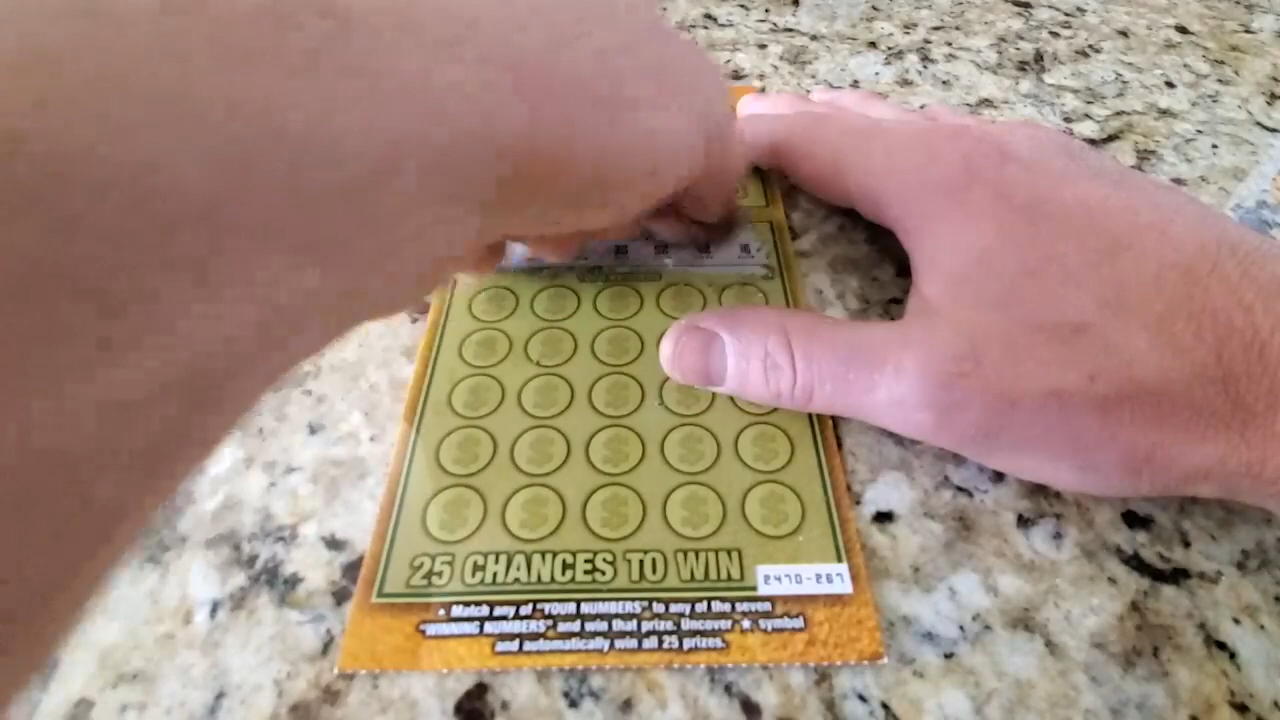 25 CHANCES TO WIN
2470-267
• Match any of "YOUR NUMBERS" to any of the seven
"WINNING NUMBERS" and win that prize. Uncover ★ symbol
and automatically win all 25 prizes.